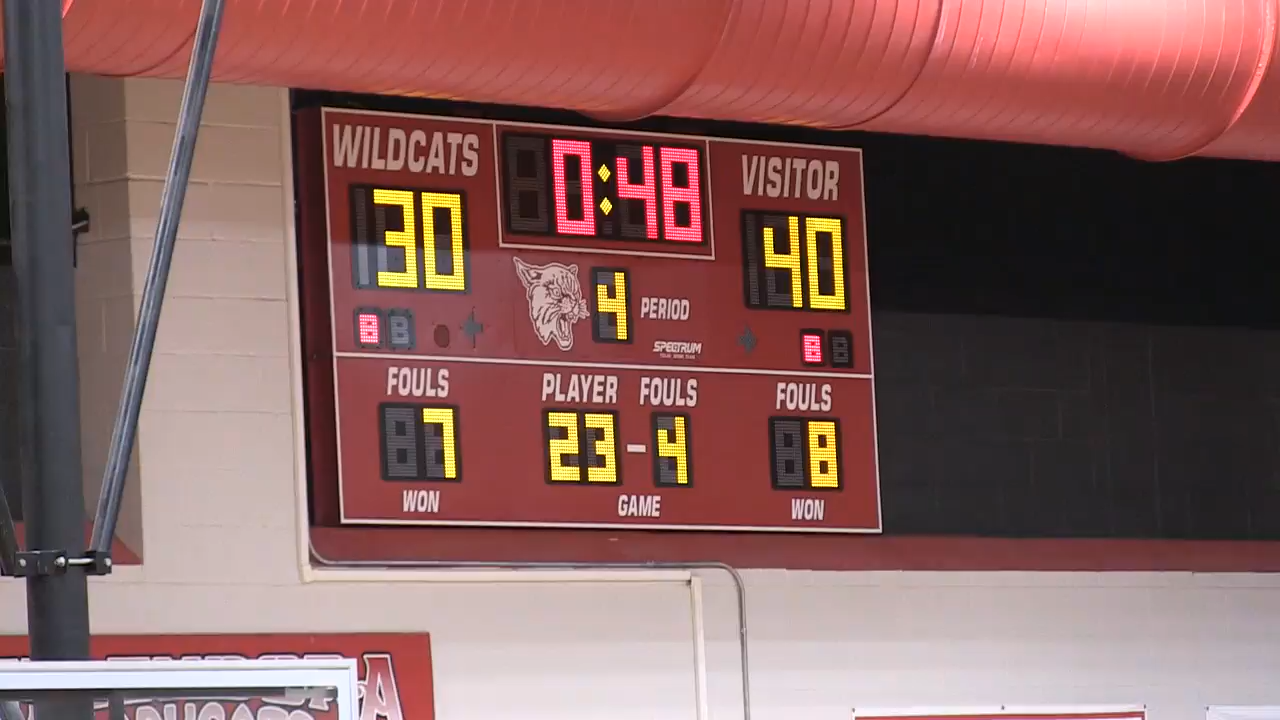 WILDCATS 0:48 VISITOR
30 40
4 PERIOD
B B B B
SPECTRUM
FOULS PLAYER FOULS FOULS
7 23-4 8
WON GAME WON